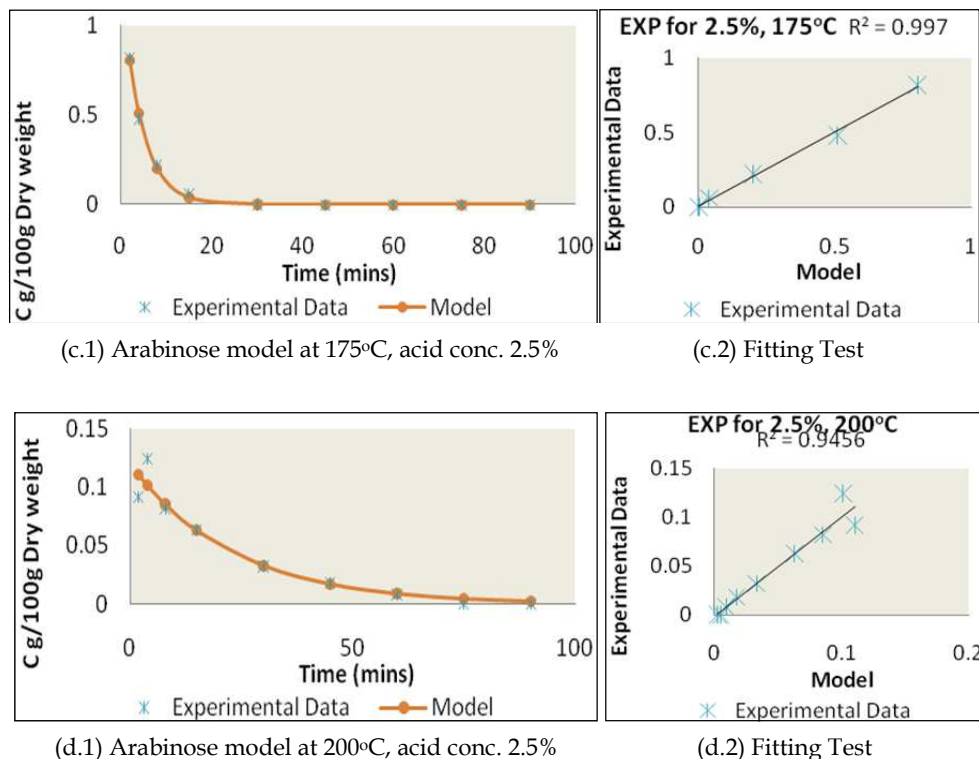 C g/100g Dry weight
1
0.5
0
0 20 40 60 80 100
Time (mins)
Experimental Data Model
EXP for 2.5%, 175ºC R² = 0.997
Experimental Data
1
0.5
0
0 0.5 1
Model
Experimental Data
(c.1) Arabinose model at 175ºC, acid conc. 2.5%
(c.2) Fitting Test
C g/100g Dry weight
0.15
0.1
0.05
0
0 50 100
Time (mins)
Experimental Data Model
EXP for 2.5%, 200ºC
R² = 0.9456
Experimental Data
0.15
0.1
0.05
0
0 0.1 0.2
Model
Experimental Data
(d.1) Arabinose model at 200ºC, acid conc. 2.5%
(d.2) Fitting Test